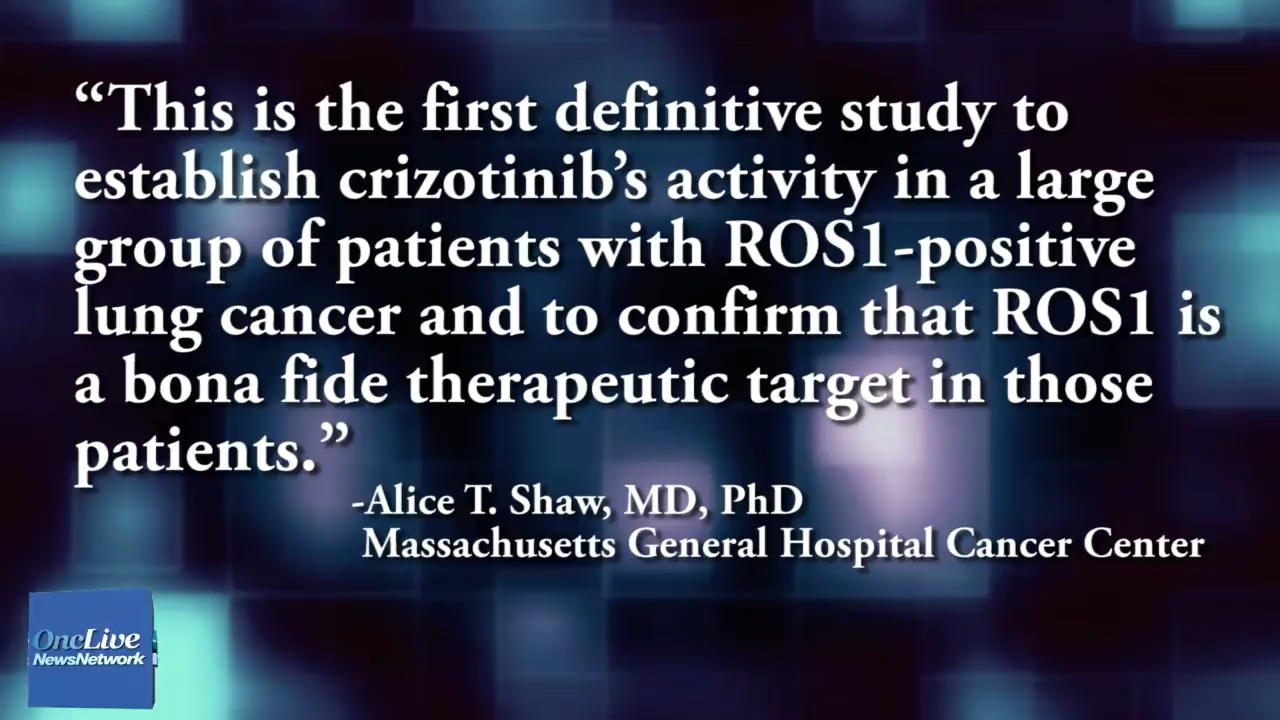 “This is the first definitive study to
establish crizotinib’s activity in a large
group of patients with ROS1-positive
lung cancer and to confirm that ROS1 is
a bona fide therapeutic target in those
patients.”
-Alice T. Shaw, MD, PhD
Massachusetts General Hospital Cancer Center
OncLive
NewsNetwork